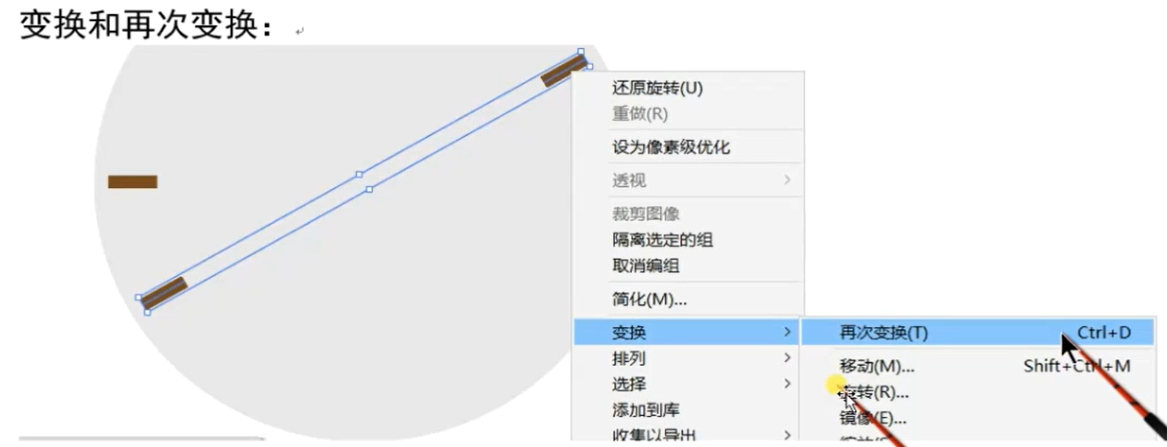 变换和再次变换：
还原旋转(U)
重做(R)
设为像素级优化
透视
裁剪图像
隔离选定的组
取消编组
简化(M)...
变换
再次变换(T) Ctrl+D
排列
移动(M)... Shift+Ctrl+M
选择
旋转(R)...
添加到库
镜像(E)...
收集以导出